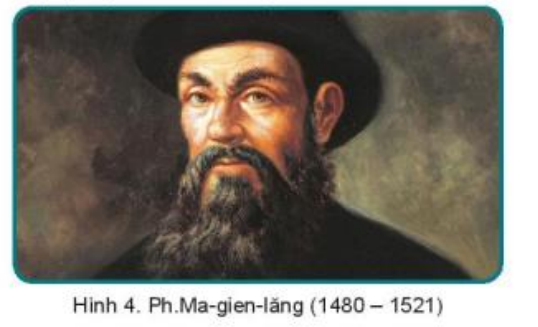 Hình 4. Ph.Ma-gien-lăng (1480 – 1521)